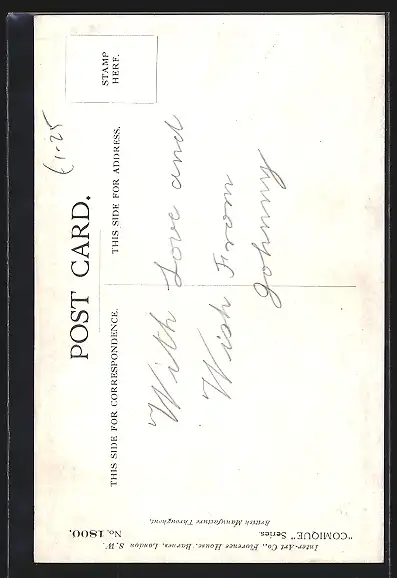 POST CARD.
THIS SIDE FOR CORRESPONDENCE.
THIS SIDE FOR ADDRESS.
STAMP
HERE.
£1-25
With Love and
Wish From
Johnny
"COMIQUE" Series.
No. 1800.
Inter-Art Co., Florence House, Barnes, London S.W.
British Manufacture Throughout.